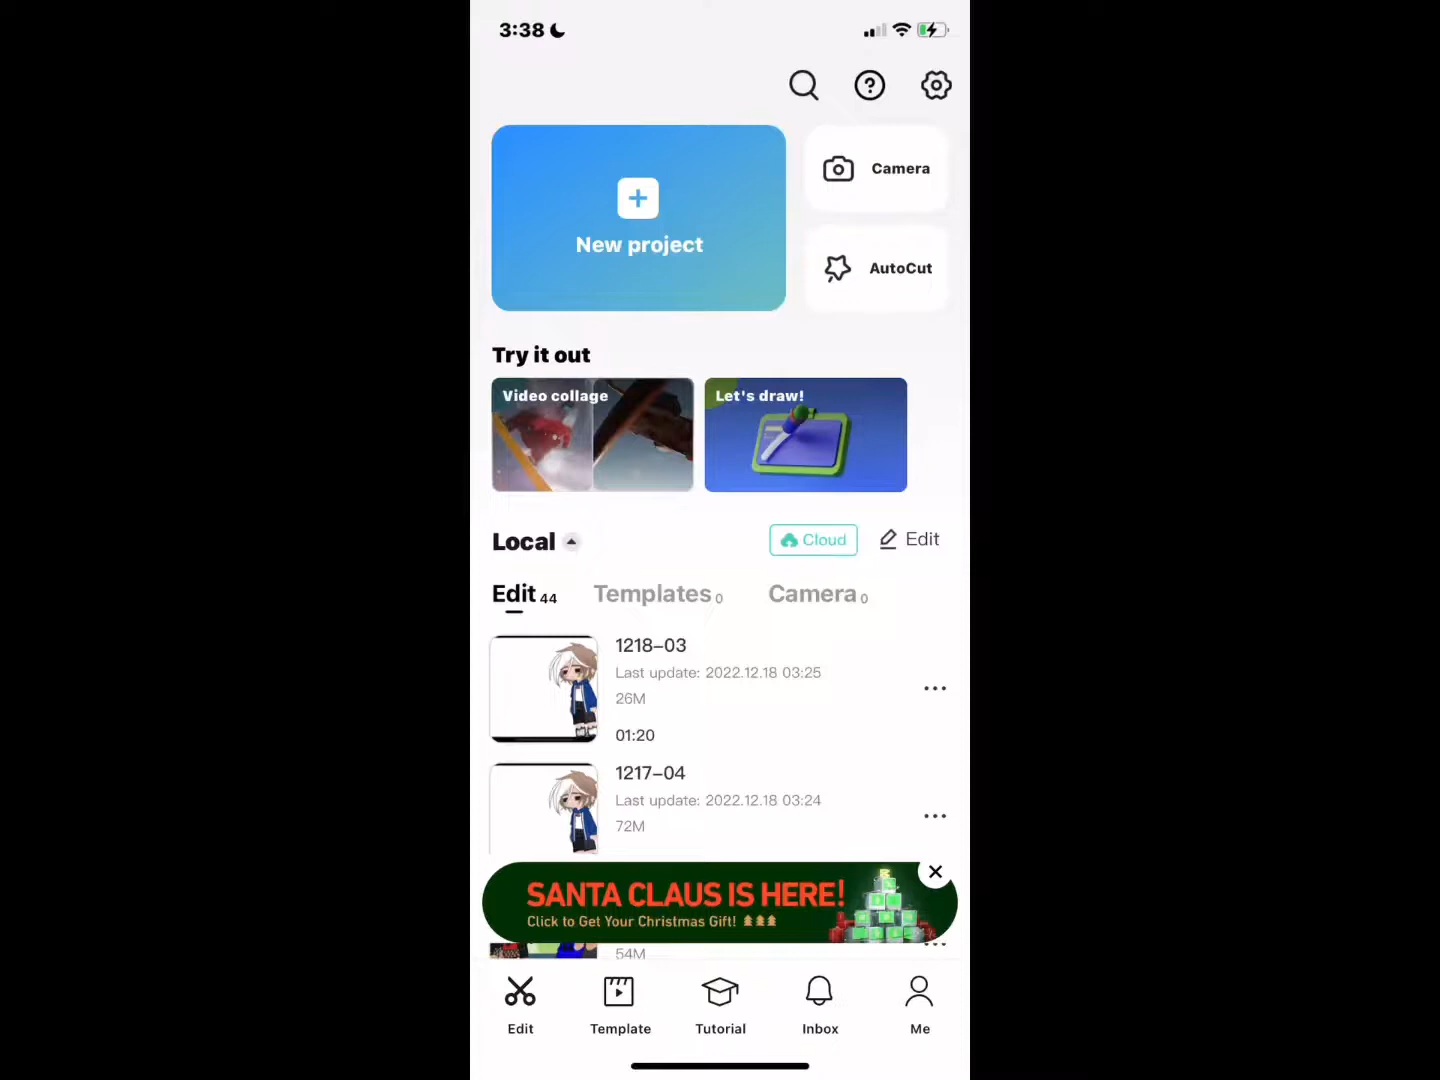 3:38
New project
Camera
AutoCut
Try it out
Video collage
Let's draw!
Local
Cloud
Edit
Edit 44
Templates 0
Camera 0
1218-03
Last update: 2022.12.18 03:25
26M
01:20
1217-04
Last update: 2022.12.18 03:24
72M
SANTA CLAUS IS HERE!
Click to Get Your Christmas Gift!
54M
Edit
Template
Tutorial
Inbox
Me